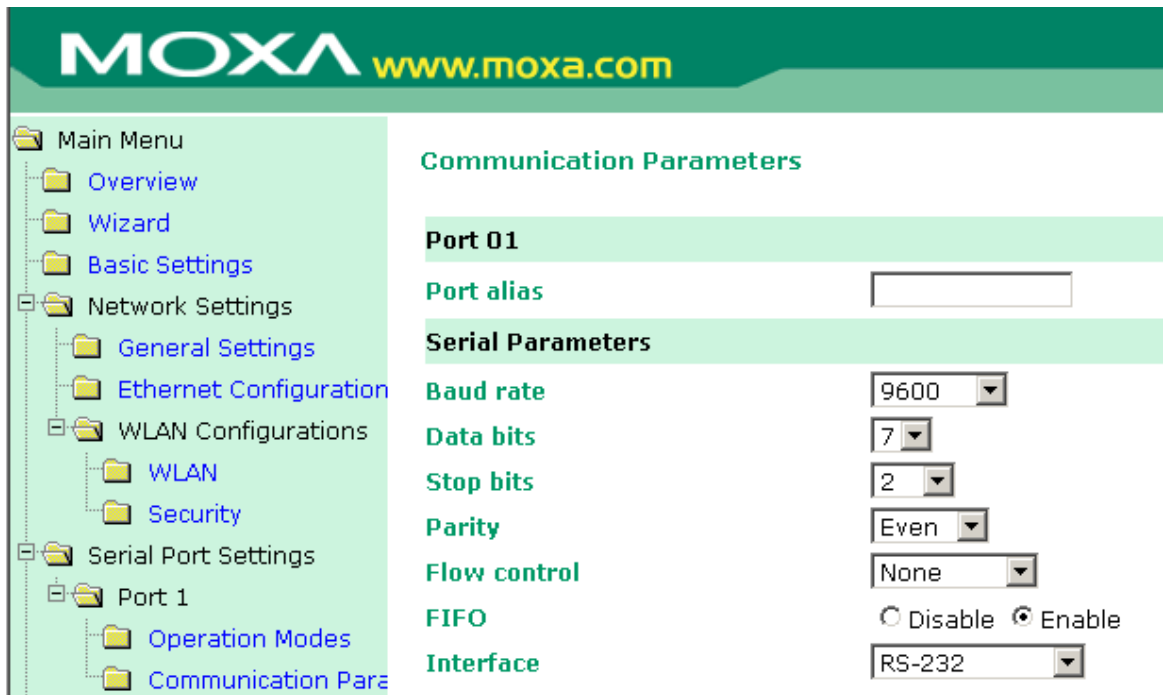 MOXA www.moxa.com
Main Menu
Overview
Wizard
Basic Settings
Network Settings
General Settings
Ethernet Configuration
WLAN Configurations
WLAN
Security
Serial Port Settings
Port 1
Operation Modes
Communication Para
Communication Parameters
Port 01
Port alias
Serial Parameters
Baud rate 9600
Data bits 7
Stop bits 2
Parity Even
Flow control None
FIFO Disable Enable
Interface RS-232